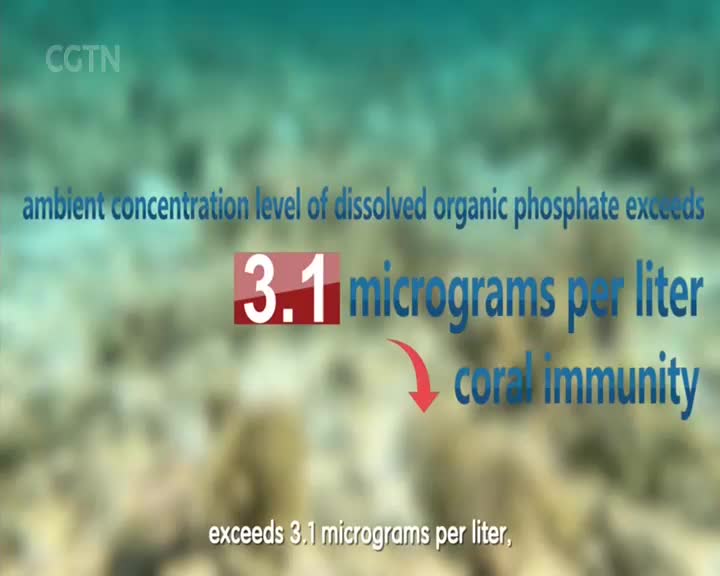 CGTN
ambient concentration level of dissolved organic phosphate exceeds
3.1 micrograms per liter
coral immunity
exceeds 3.1 micrograms per liter,